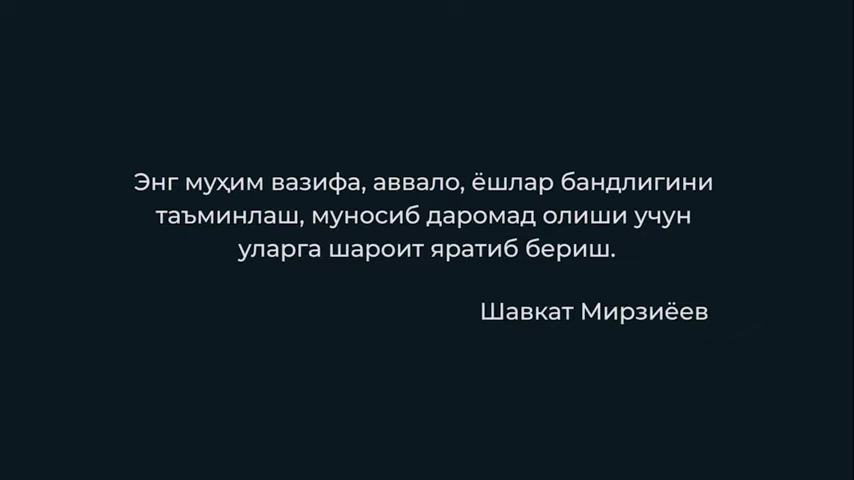 Энг муҳим вазифа, аввало, ёшлар бандлигини
таъминлаш, муносиб даромад олиши учун
уларга шароит яратиб бериш.
Шавкат Мирзиёев